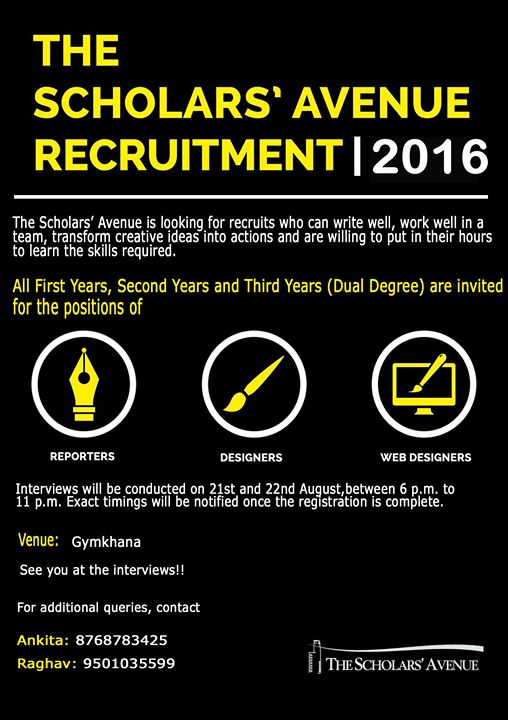 THE
SCHOLARS' AVENUE
RECRUITMENT | 2016
The Scholars' Avenue is looking for recruits who can write well, work well in a
team, transform creative ideas into actions and are willing to put in their hours
to learn the skills required.
All First Years, Second Years and Third Years (Dual Degree) are invited
for the positions of
REPORTERS DESIGNERS WEB DESIGNERS
Interviews will be conducted on 21st and 22nd August,between 6 p.m. to
11 p.m. Exact timings will be notified once the registration is complete.
Venue: Gymkhana
See you at the interviews!!
For additional queries, contact
Ankita: 8768783425
Raghav: 9501035599
THE SCHOLARS' AVENUE